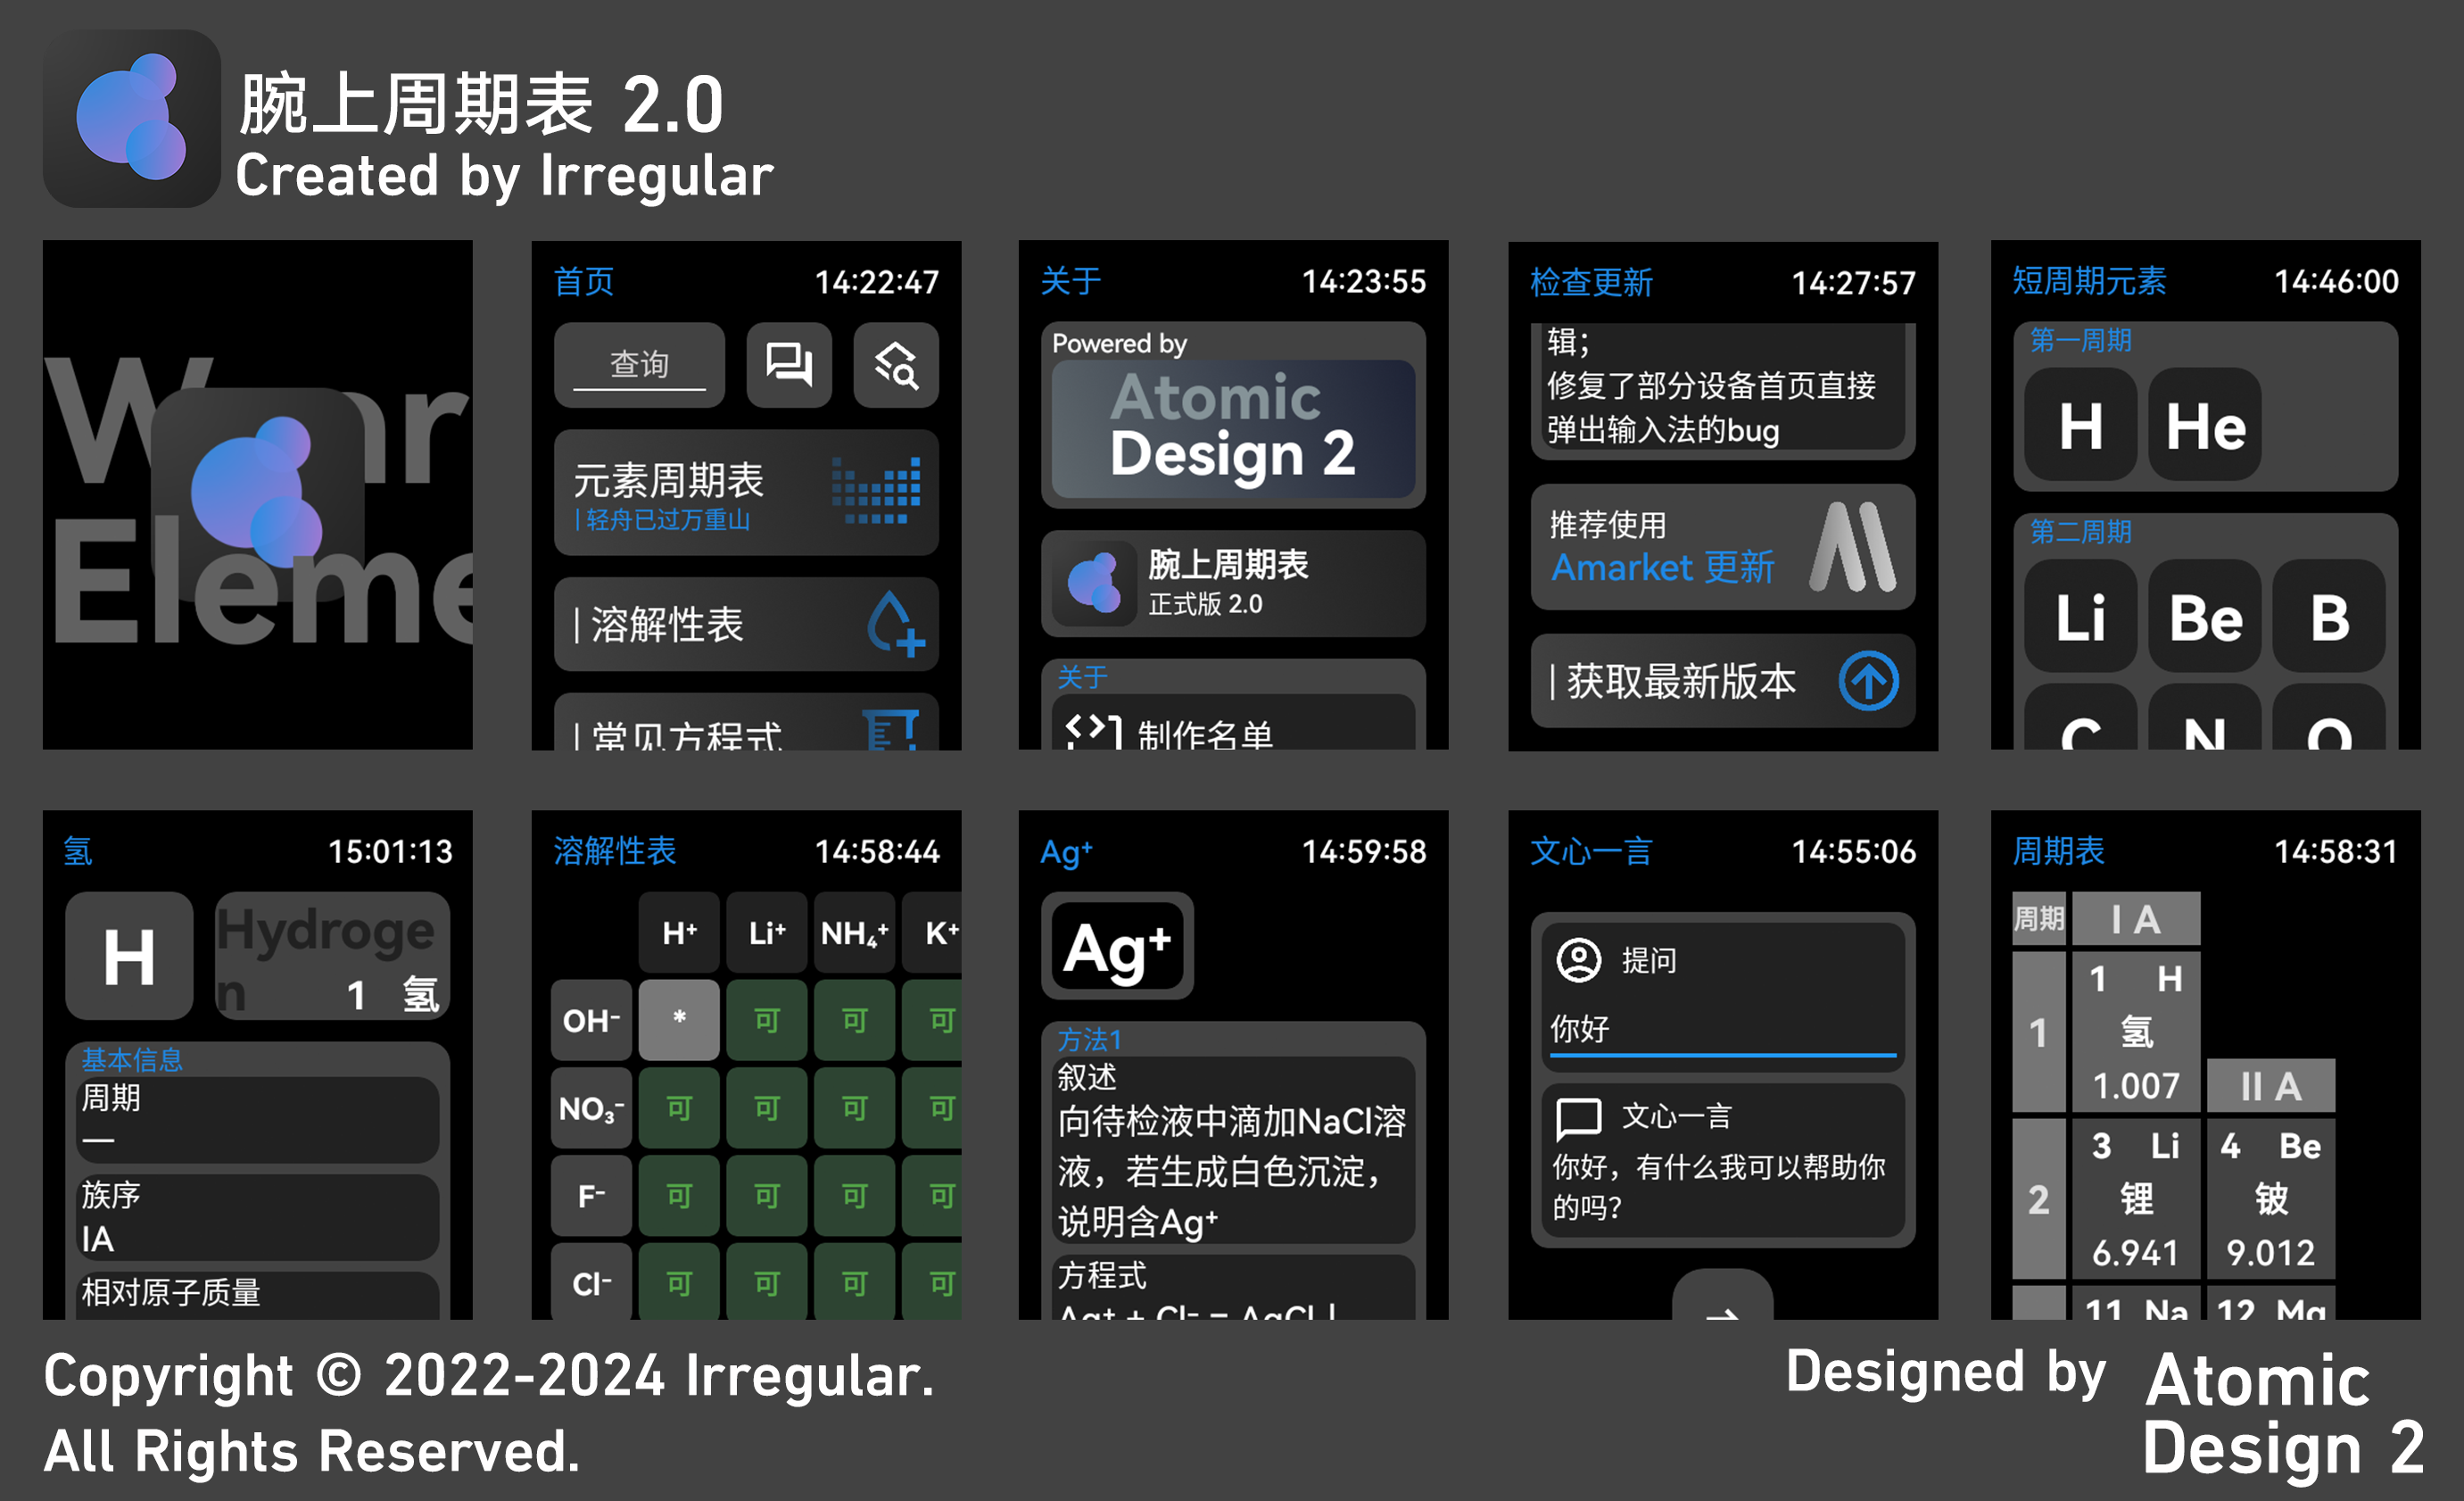 腕上周期表 2.0
Created by Irregular
Eleme
首页 14:22:47
查询
元素周期表
| 轻舟已过万重山
| 溶解性表
| 常见方程式
关于 14:23:55
Powered by
Atomic
Design 2
腕上周期表
正式版 2.0
关于
制作名单
检查更新 14:27:57
辑；
修复了部分设备首页直接
弹出输入法的bug
推荐使用
Amarket 更新
| 获取最新版本
短周期元素 14:46:00
第一周期
H He
第二周期
Li Be B
C N O
氢 15:01:13
H
Hydroge
n
1 氢
基本信息
周期
一
族序
IA
相对原子质量
溶解性表 14:58:44
H⁺ Li⁺ NH₄⁺ K⁺
OH⁻ * 可 可 可
NO₃⁻ 可 可 可 可
F⁻ 可 可 可 可
Cl⁻ 可 可 可 可
Ag⁺ 14:59:58
Ag⁺
方法1
叙述
向待检液中滴加NaCl溶
液，若生成白色沉淀，
说明含Ag⁺
方程式
Ag⁺ + Cl⁻ = AgCl ↓
文心一言 14:55:06
提问
你好
文心一言
你好，有什么我可以帮助你
的吗？
周期表 14:58:31
周期 I A
1
1 H
氢
1.007
II A
2
3 Li 4 Be
锂 铍
6.941 9.012
11 Na 12 Mg
Copyright © 2022-2024 Irregular.
All Rights Reserved.
Designed by
Atomic
Design 2